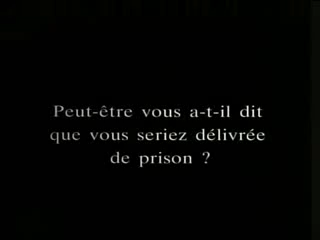 Peut-être vous a-t-il dit
que vous seriez délivrée
de prison ?